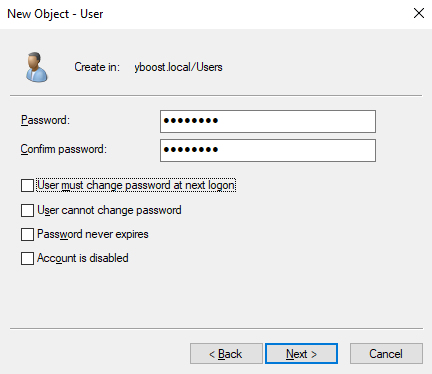 New Object - User
Create in: yboost.local/Users
Password: ●●●●●●●●
Confirm password: ●●●●●●●●
User must change password at next logon
User cannot change password
Password never expires
Account is disabled
< Back Next > Cancel